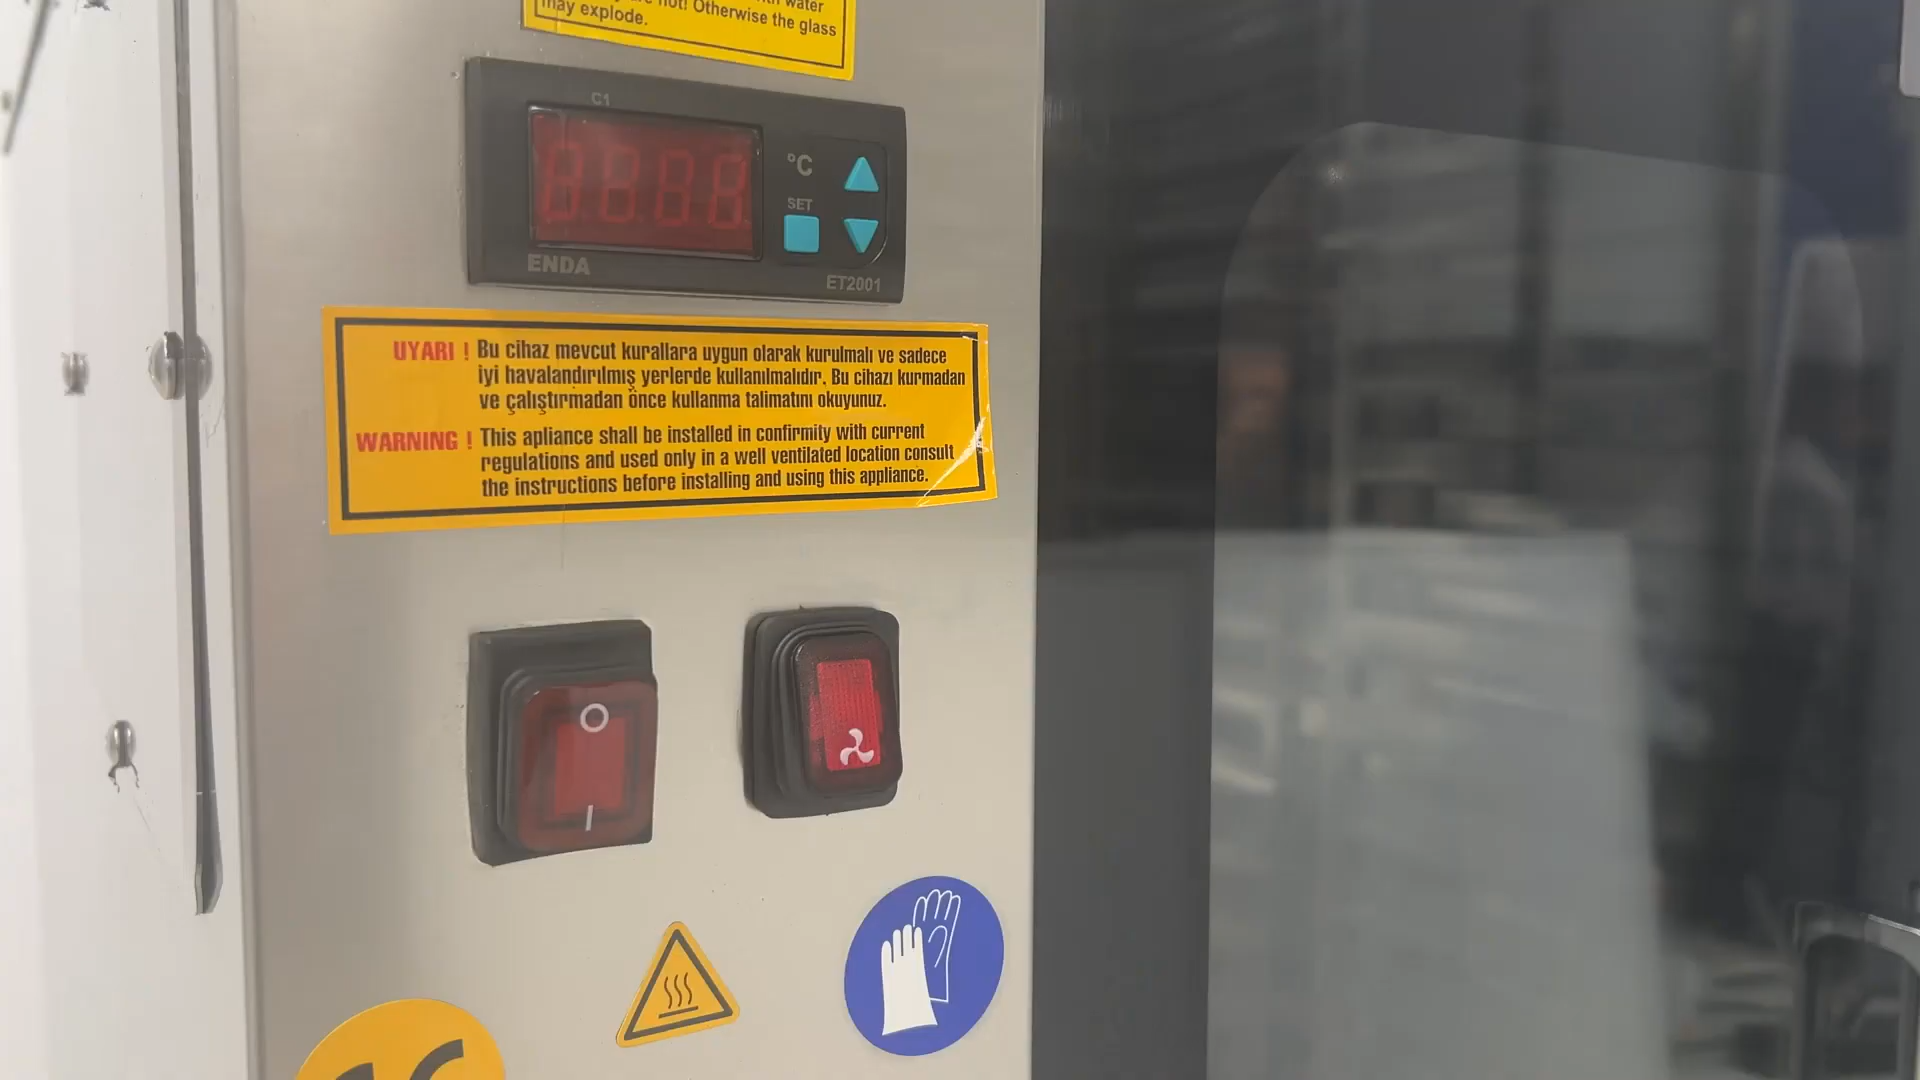 not! Otherwise the glass
may explode.
C1
°C
SET
ENDA
ET2001
UYARI ! Bu cihaz mevcut kurallara uygun olarak kurulmalı ve sadece
iyi havalandırılmış yerlerde kullanılmalıdır. Bu cihazı kurmadan
ve çalıştırmadan önce kullanma talimatını okuyunuz.
WARNING ! This apliance shall be installed in confirmity with current
regulations and used only in a well ventilated location consult
the instructions before installing and using this appliance.
O
I